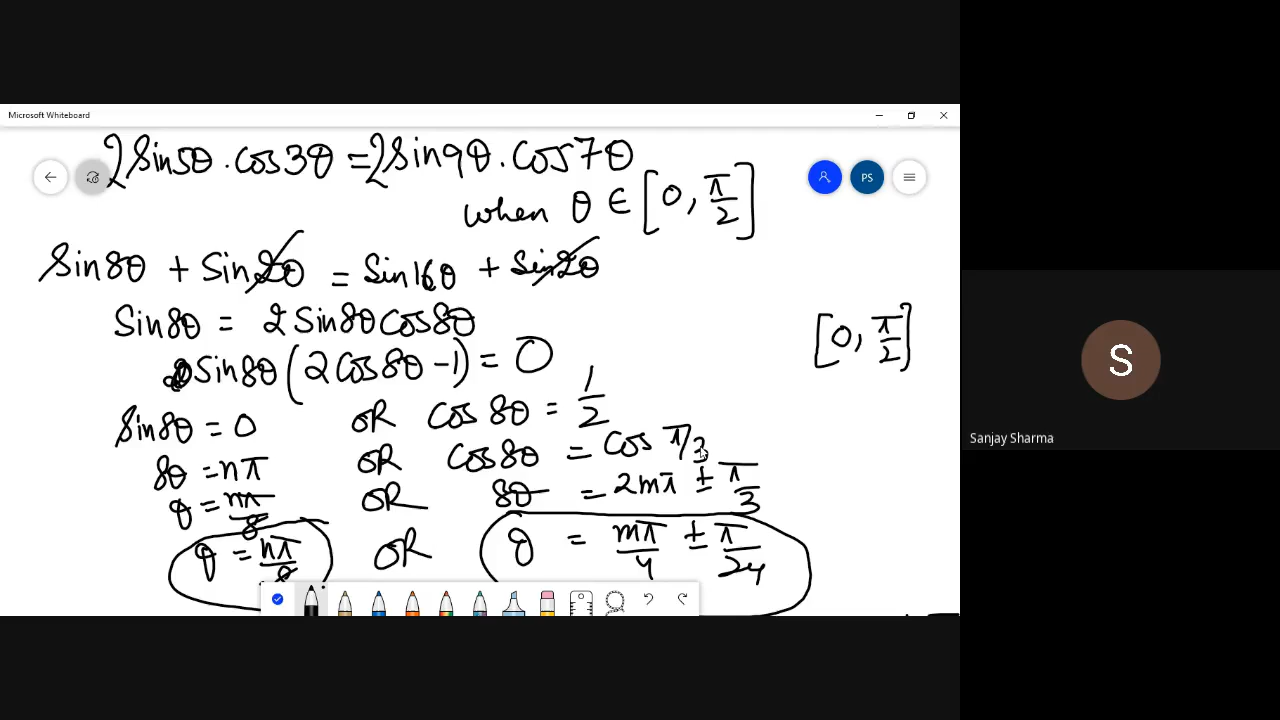 Microsoft Whiteboard
2Sin5θ.cos3θ = 2Sin9θ.cos7θ
PS
when θ ∈ [0, π/2]
Sin8θ + Sin2θ = Sin16θ + Sin2θ
Sin8θ = 2Sin8θCos8θ
[0, π/2]
Sin8θ(2Cos8θ-1) = 0
Sin8θ = 0 OR Cos 8θ = 1/2
8θ = nπ OR Cos8θ = Cos π/3
θ = nπ/8 OR 8θ = 2mπ ± π/3
θ = nπ/8 OR θ = mπ/4 ± π/24
S
Sanjay Sharma